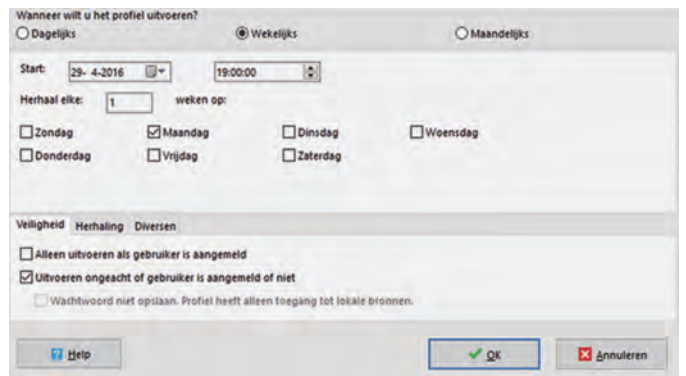 Wanneer wilt u het profiel uitvoeren?
Dagelijks Wekelijks Maandelijks
Start: 29- 4-2016 19:00:00
Herhaal elke: 1 weken op:
Zondag Maandag Dinsdag Woensdag
Donderdag Vrijdag Zaterdag
Veiligheid Herhaling Diversen
Alleen uitvoeren als gebruiker is aangemeld
Uitvoeren ongeacht of gebruiker is aangemeld of niet
Wachtwoord niet opslaan. Profiel heeft alleen toegang tot lokale bronnen.
Help OK Annuleren